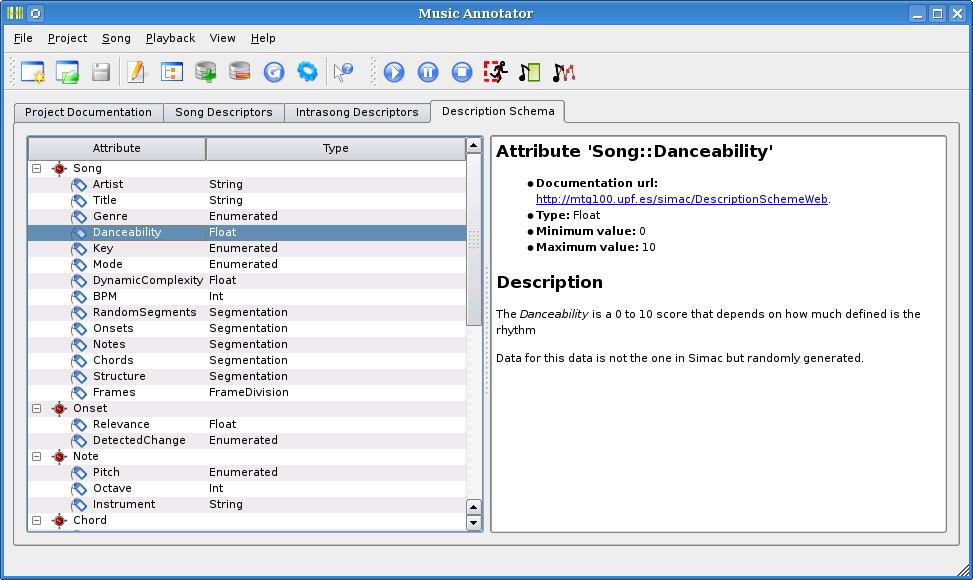 Music Annotator
File Project Song Playback View Help
Project Documentation Song Descriptors Intrasong Descriptors Description Schema
Attribute Type
Song
Artist String
Title String
Genre Enumerated
Danceability Float
Key Enumerated
Mode Enumerated
DynamicComplexity Float
BPM Int
RandomSegments Segmentation
Onsets Segmentation
Notes Segmentation
Chords Segmentation
Structure Segmentation
Frames FrameDivision
Onset
Relevance Float
DetectedChange Enumerated
Note
Pitch Enumerated
Octave Int
Instrument String
Chord
Attribute 'Song::Danceability'
Documentation url:
http://mtg100.upf.es/simac/DescriptionSchemeWeb.
Type: Float
Minimum value: 0
Maximum value: 10
Description
The Danceability is a 0 to 10 score that depends on how much defined is the
rhythm
Data for this data is not the one in Simac but randomly generated.